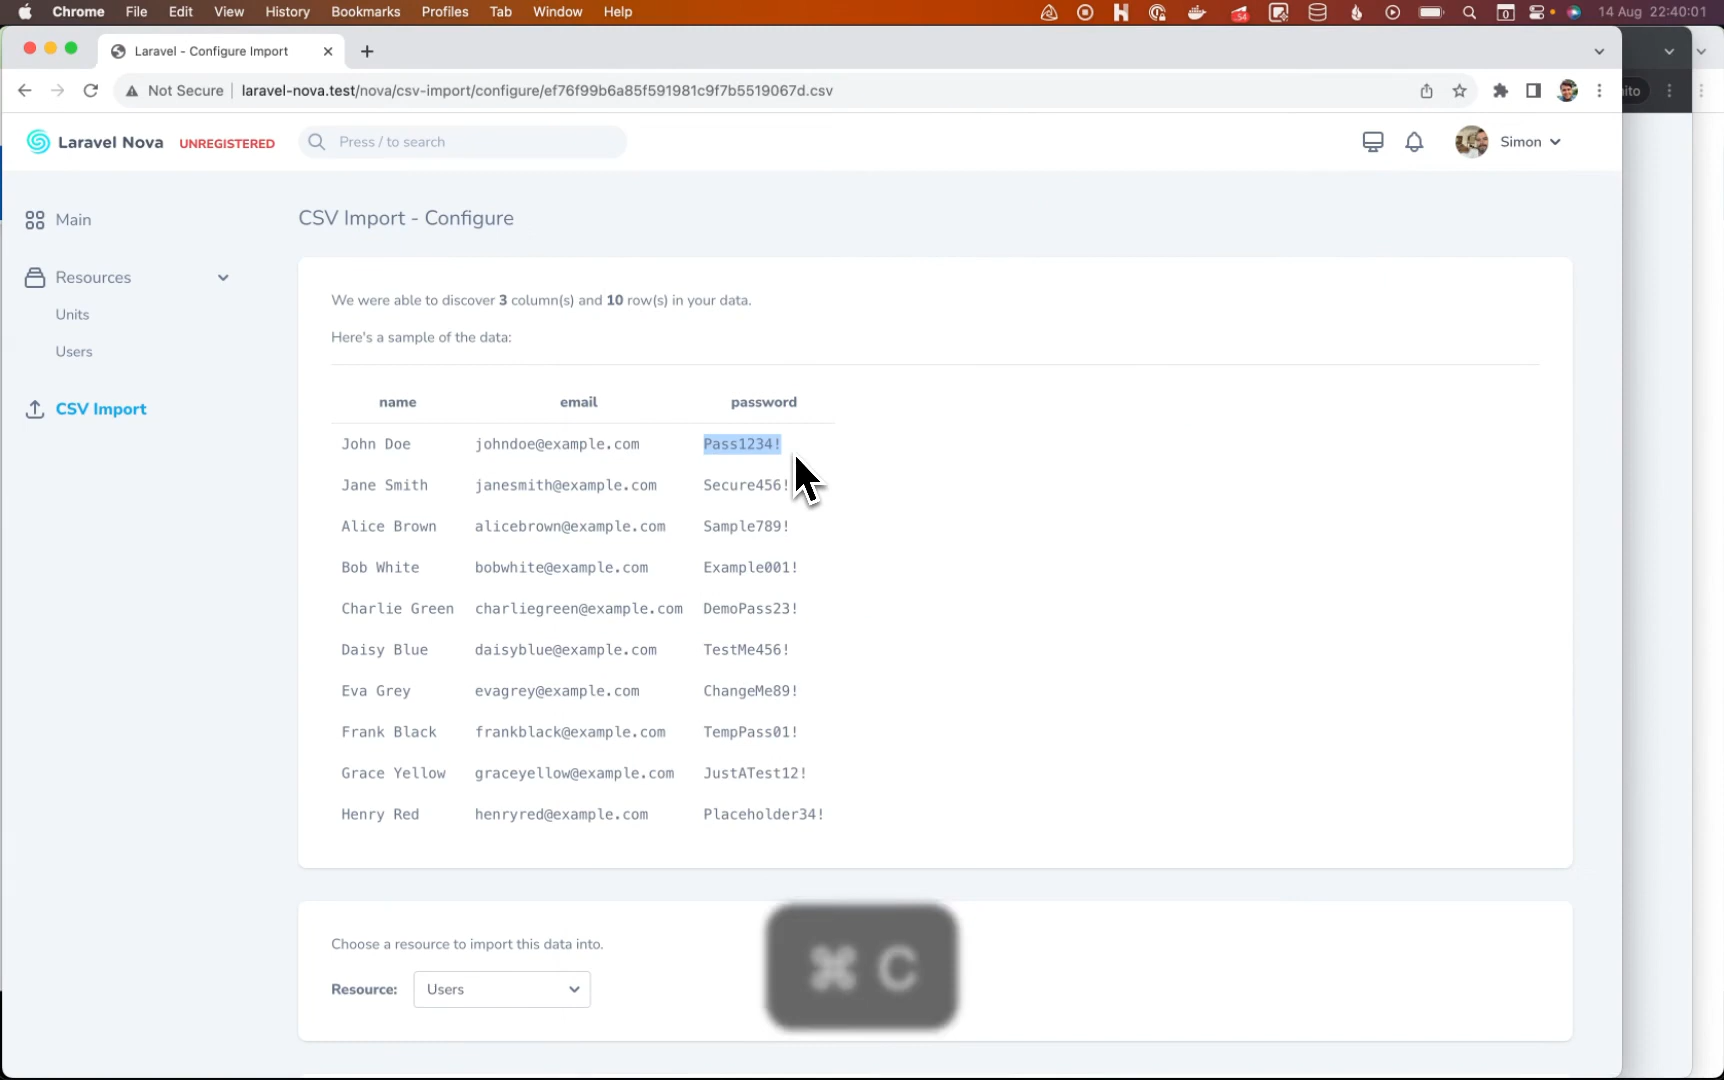 Chrome File Edit View History Bookmarks Profiles Tab Window Help 14 Aug 22:40:01
Laravel - Configure Import
Not Secure | laravel-nova.test/nova/csv-import/configure/ef76f99b6a85f591981c9f7b5519067d.csv
Laravel Nova UNREGISTERED Press / to search Simon
Main
CSV Import - Configure
Resources
Units
Users
CSV Import
We were able to discover 3 column(s) and 10 row(s) in your data.
Here's a sample of the data:
name email password
John Doe johndoe@example.com Pass1234!
Jane Smith janesmith@example.com Secure456!
Alice Brown alicebrown@example.com Sample789!
Bob White bobwhite@example.com Example001!
Charlie Green charliegreen@example.com DemoPass23!
Daisy Blue daisyblue@example.com TestMe456!
Eva Grey evagrey@example.com ChangeMe89!
Frank Black frankblack@example.com TempPass01!
Grace Yellow graceyellow@example.com JustATest12!
Henry Red henryred@example.com Placeholder34!
Choose a resource to import this data into.
Resource: Users
⌘ C